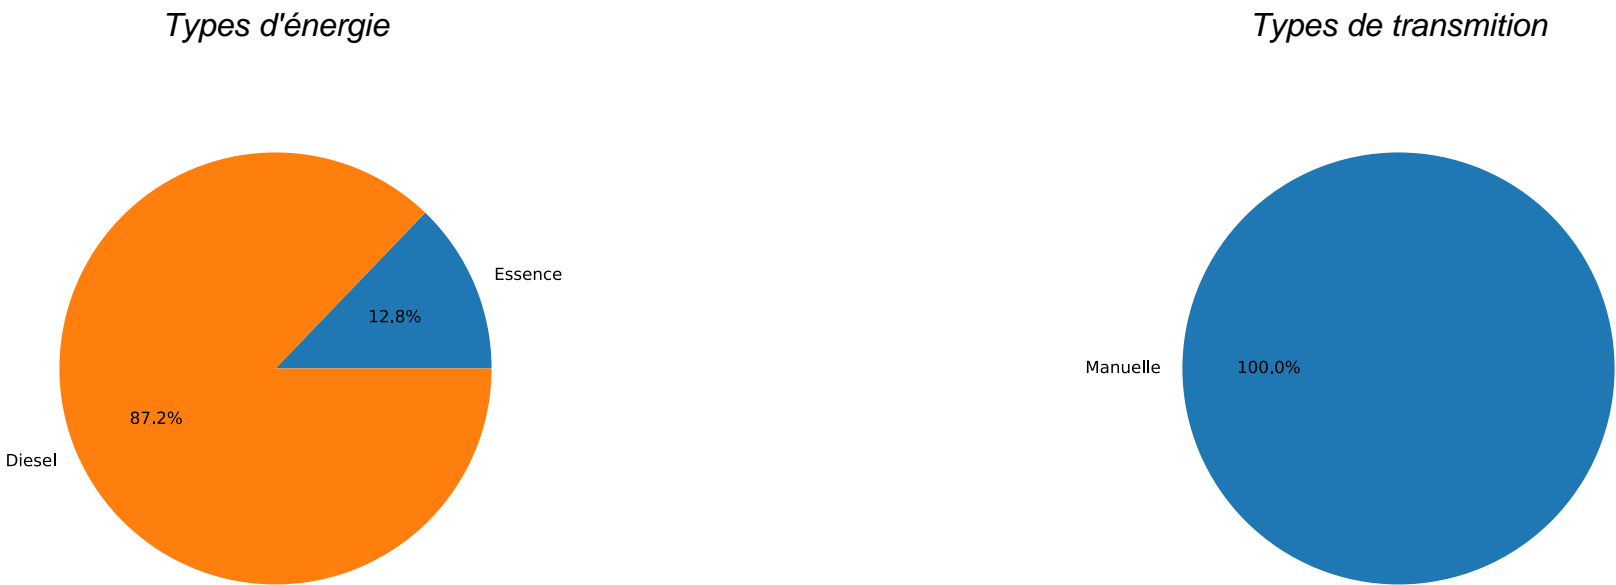 Types d'énergie
Types de transmition
Essence
12.8%
87.2%
Diesel
Manuelle
100.0%